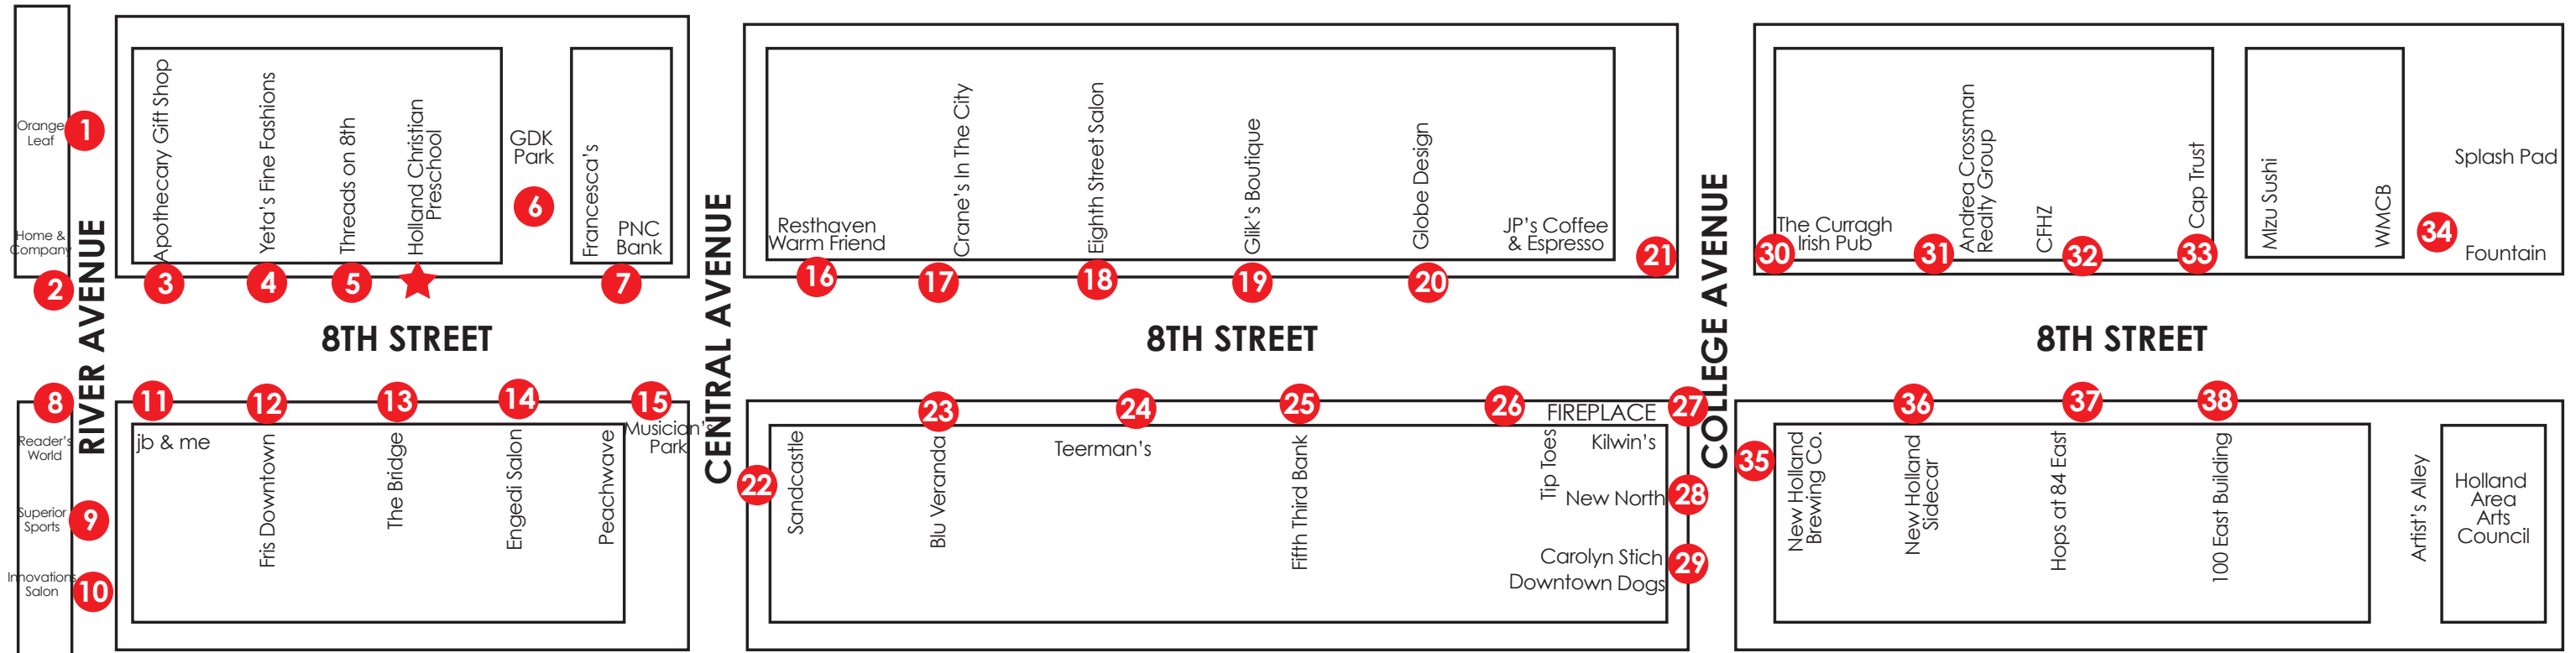 Orange
Leaf
1
Home &
Company
2
RIVER AVENUE
Apothecary Gift Shop
3
Yeta's Fine Fashions
4
Threads on 8th
5
Holland Christian
Preschool
GDK
Park
6
Francesca's
PNC
Bank
7
8TH STREET
8
Reader's
World
Superior
Sports
9
Innovations
Salon
10
11
jb & me
12
Fris Downtown
13
The Bridge
14
Engedi Salon
Peachwave
15
Musician's
Park
CENTRAL AVENUE
Resthaven
Warm Friend
16
Crane's In The City
17
Eighth Street Salon
18
Glik's Boutique
19
Globe Design
20
JP's Coffee
& Espresso
21
8TH STREET
22
Sandcastle
23
Blu Veranda
24
Teerman's
25
Fifth Third Bank
26
Tip Toes
FIREPLACE
27
Kilwin's
New North
28
Carolyn Stich
29
Downtown Dogs
COLLEGE AVENUE
The Curragh
Irish Pub
30
31
Andrea Crossman
Realty Group
CFHZ
32
Cap Trust
33
MIzu Sushi
WMCB
34
Splash Pad
Fountain
8TH STREET
35
New Holland
Brewing Co.
36
New Holland
Sidecar
37
Hops at 84 East
38
100 East Building
Artist's Alley
Holland
Area
Arts
Council